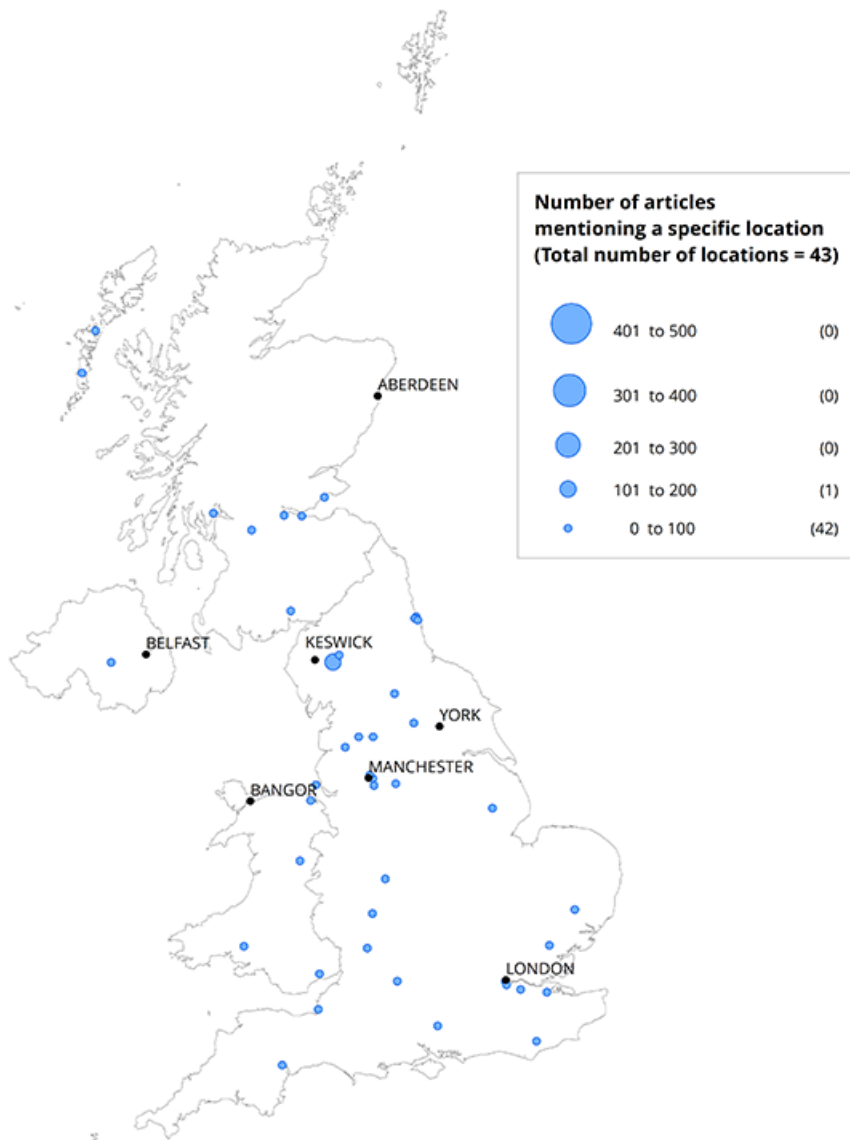 Number of articles
mentioning a specific location
(Total number of locations = 43)
401 to 500 (0)
301 to 400 (0)
201 to 300 (0)
101 to 200 (1)
0 to 100 (42)
ABERDEEN
BELFAST
KESWICK
YORK
MANCHESTER
BANGOR
LONDON